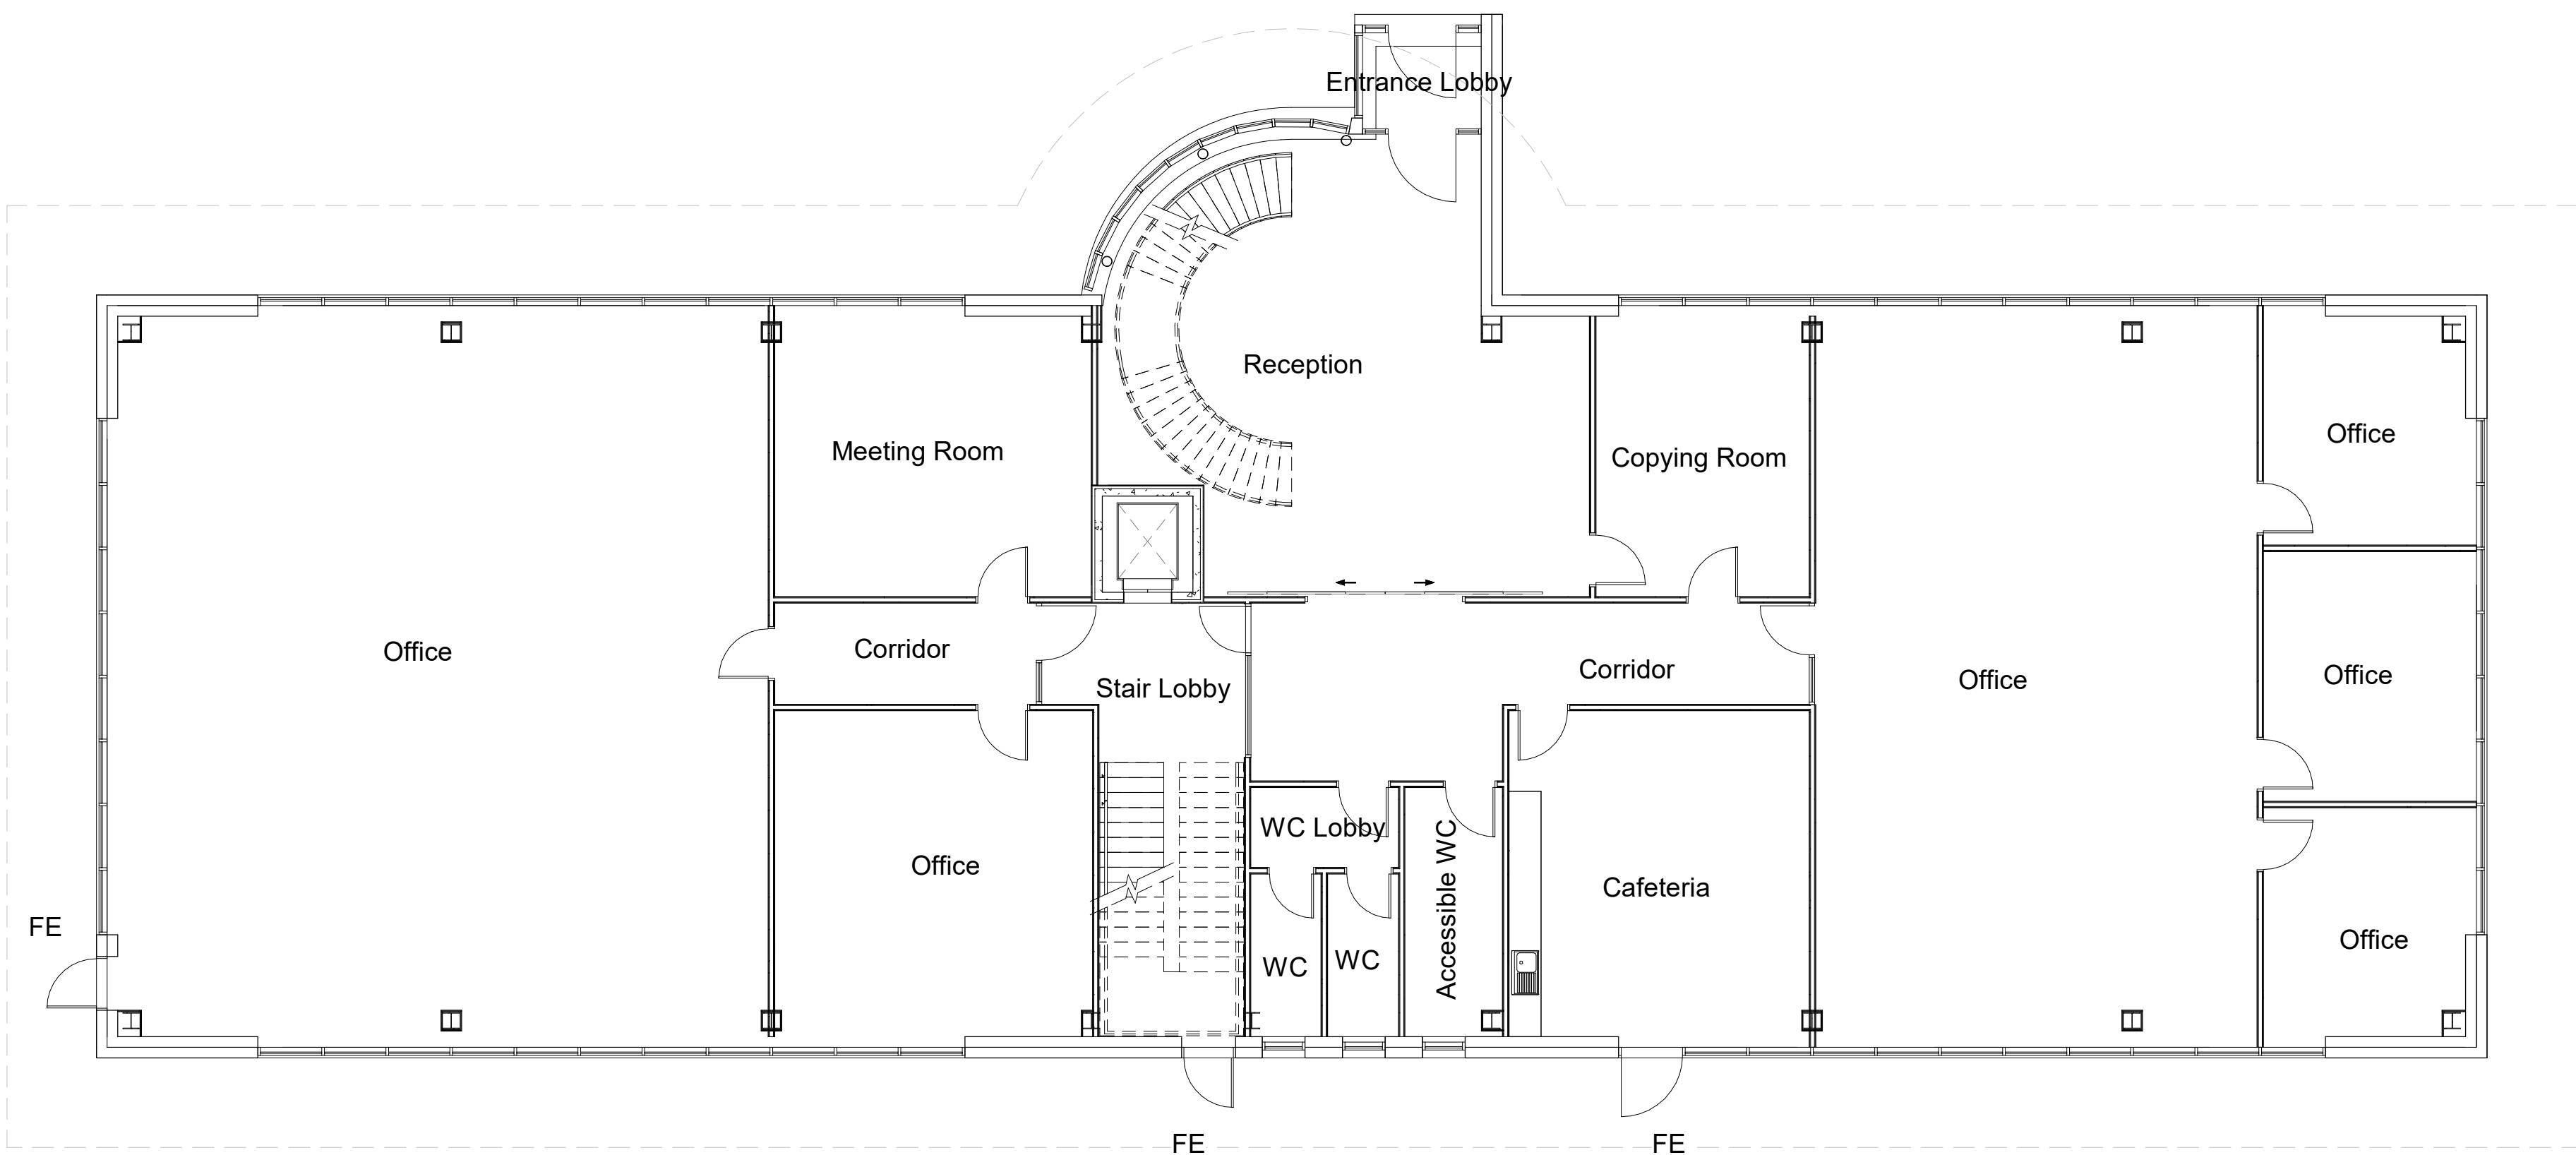 Entrance Lobby
Reception
Office
Meeting Room
Copying Room
Office
Corridor
Office
Corridor
Office
Stair Lobby
Office
WC Lobby
Office
Accessible WC
Cafeteria
FE
Office
WC
WC
FE
FE